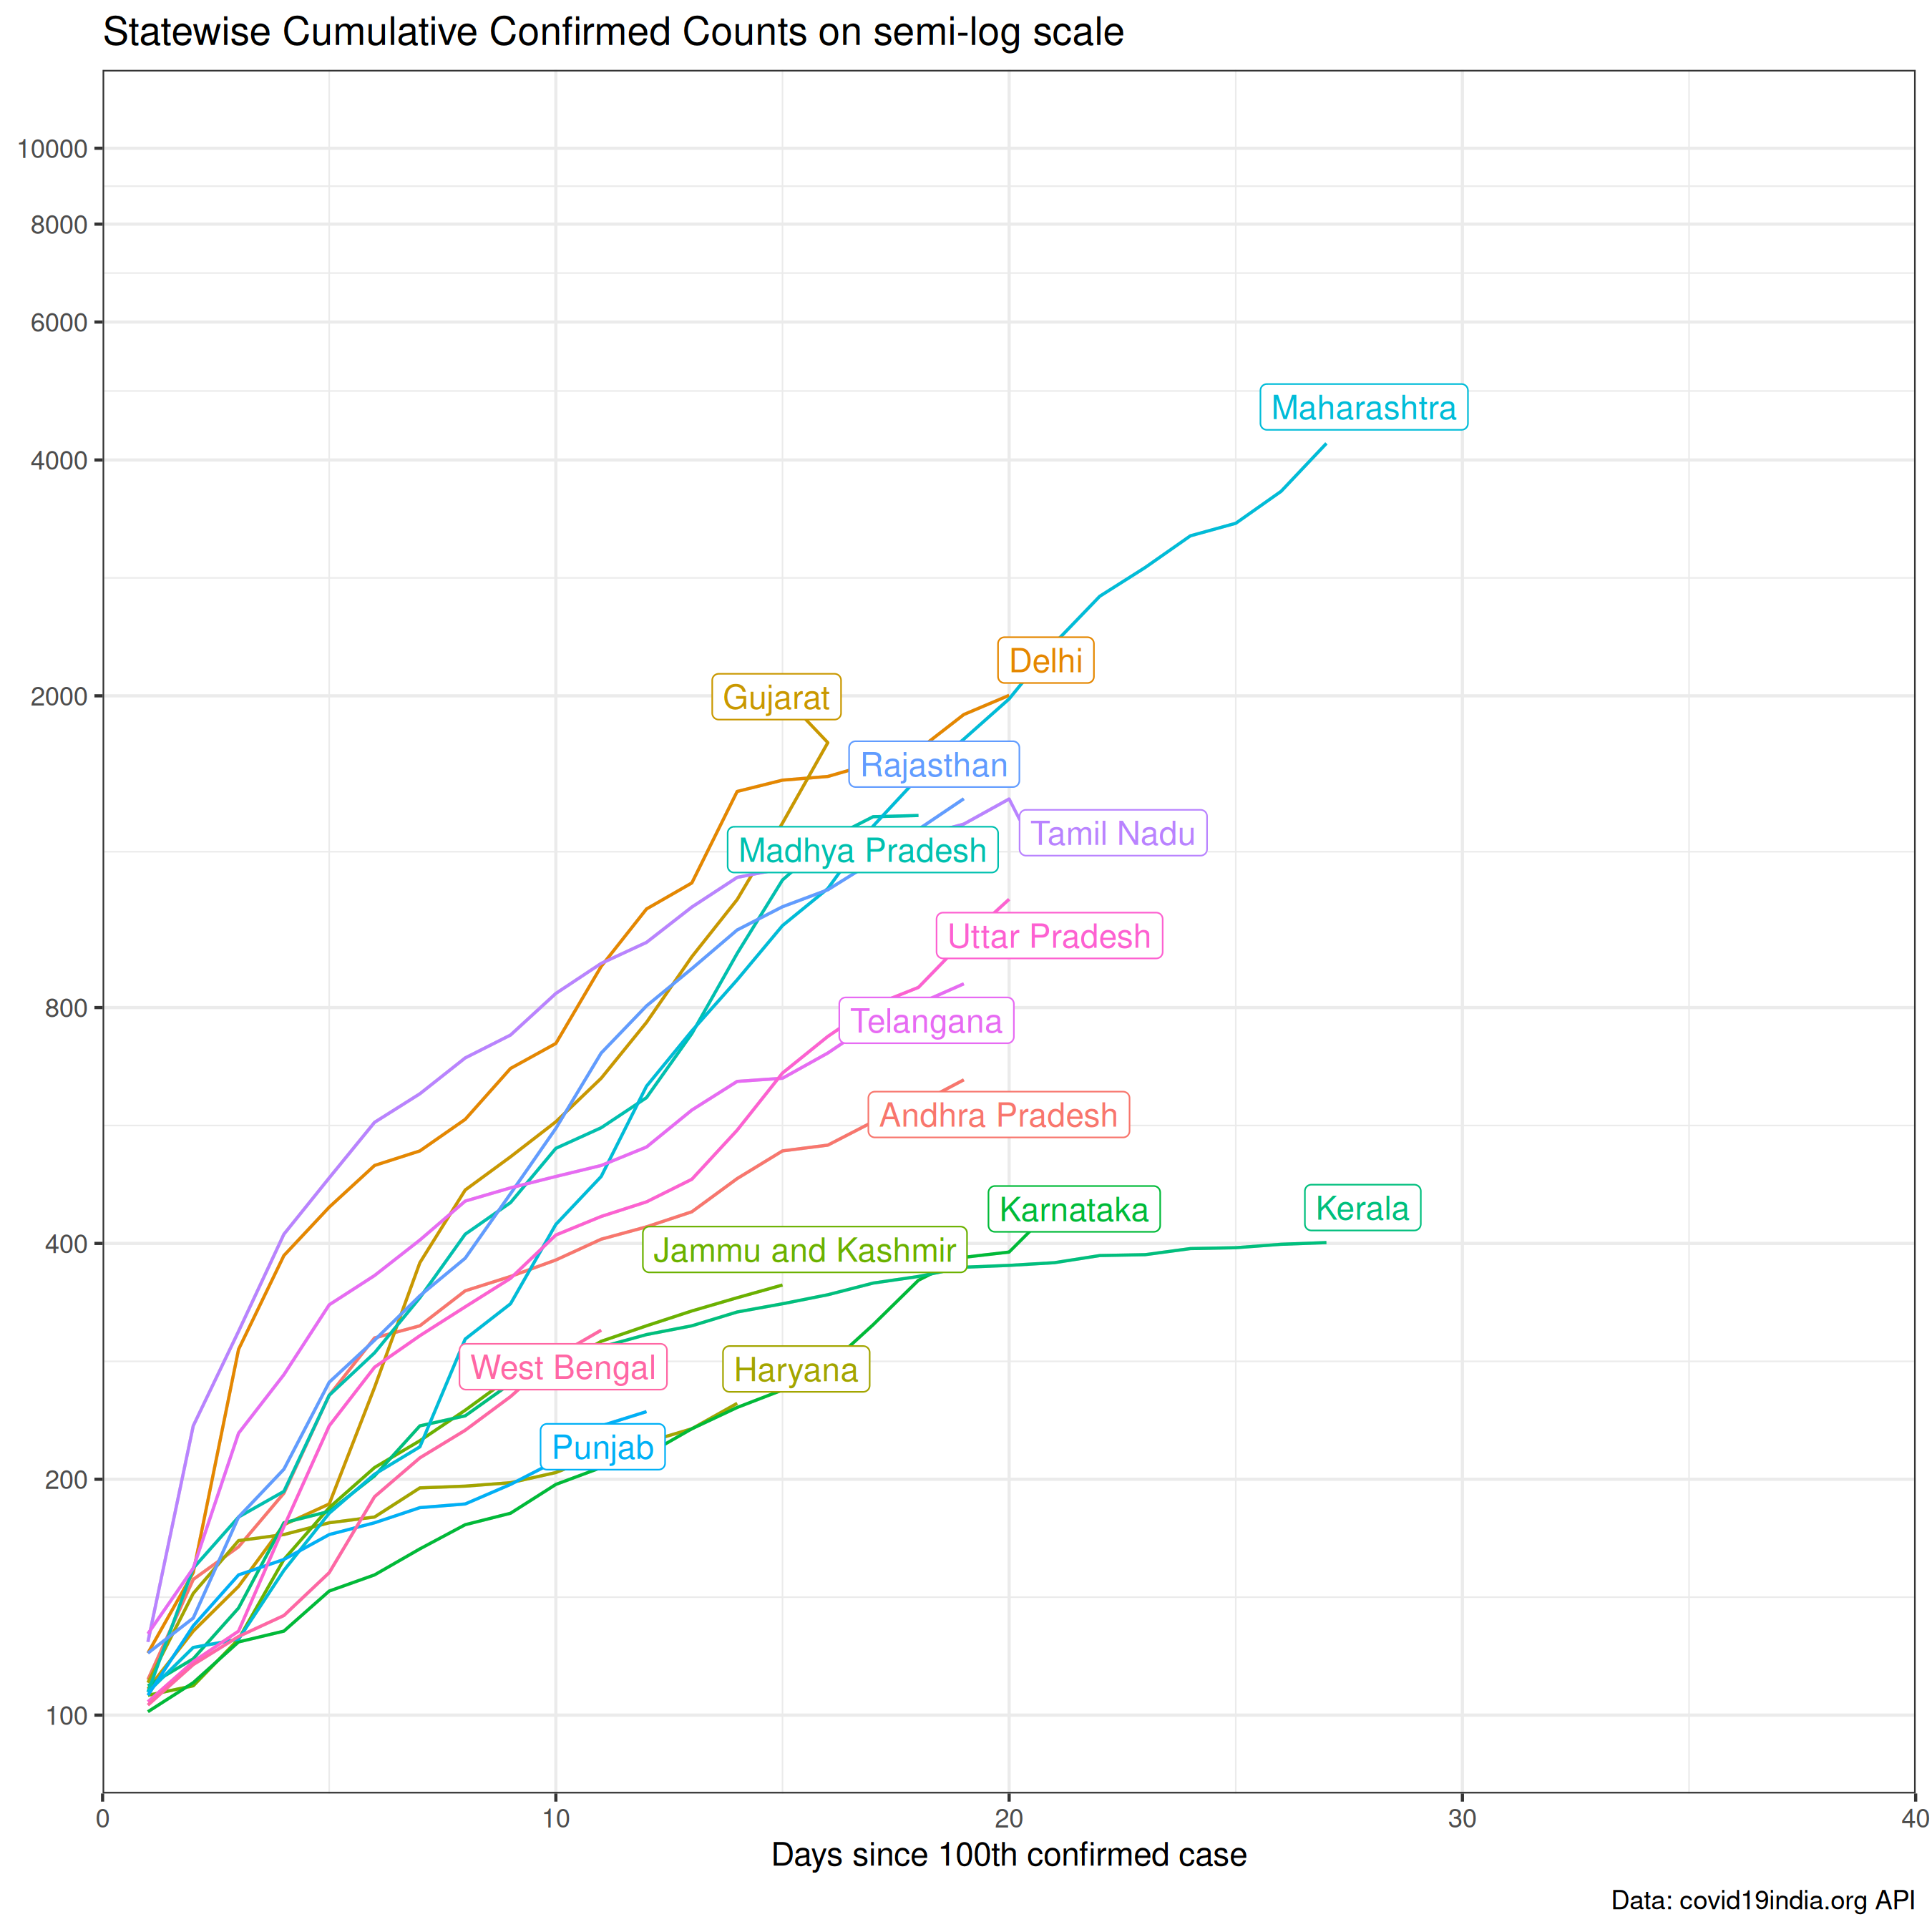 Statewise Cumulative Confirmed Counts on semi-log scale
10000
8000
6000
4000
2000
800
400
200
100
Maharashtra
Delhi
Gujarat
Rajasthan
Tamil Nadu
Madhya Pradesh
Uttar Pradesh
Telangana
Andhra Pradesh
Karnataka
Kerala
Jammu and Kashmir
West Bengal
Haryana
Punjab
0 10 20 30 40
Days since 100th confirmed case
Data: covid19india.org API